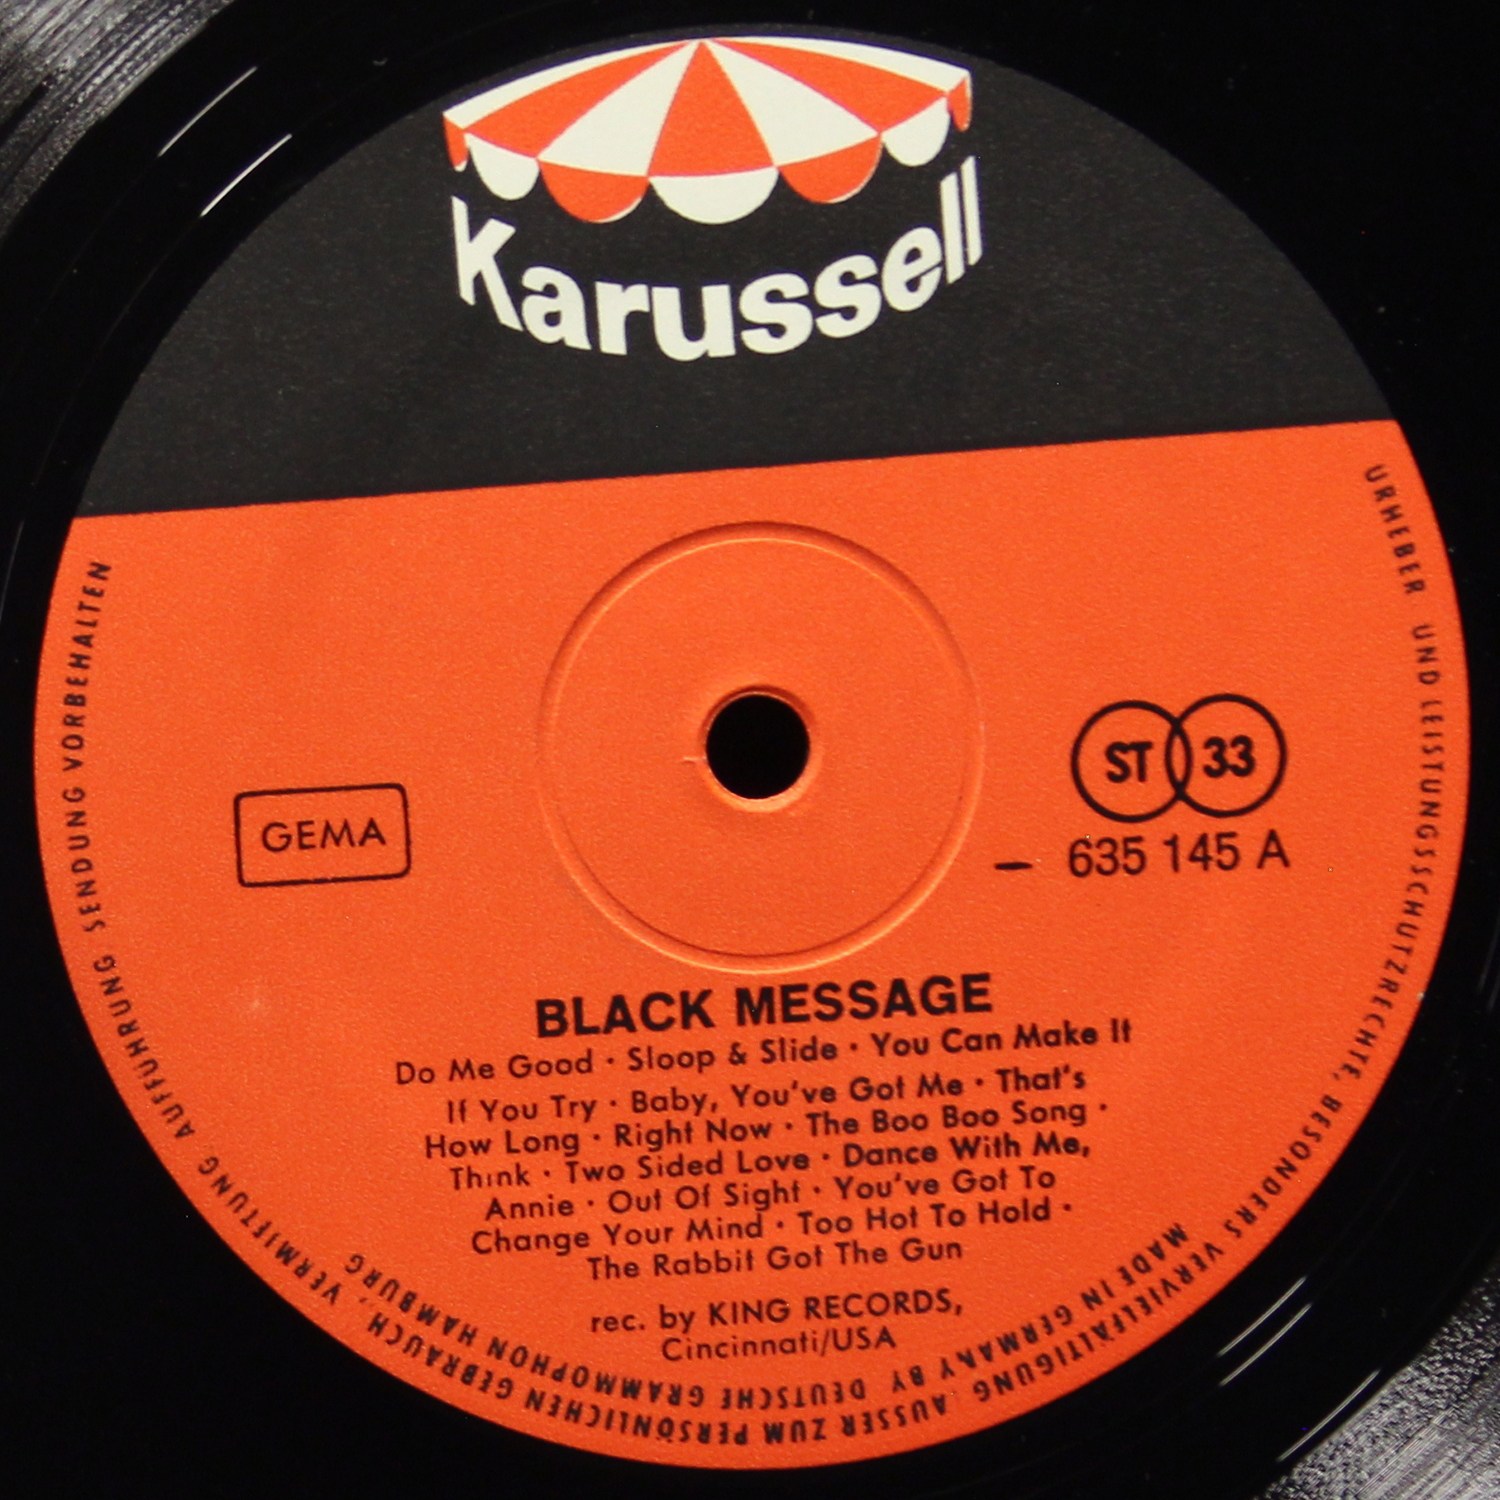 Karussell
GEMA
ST 33
– 635 145 A
BLACK MESSAGE
Do Me Good · Sloop & Slide · You Can Make It
If You Try · Baby, You've Got Me · That's
How Long · Right Now · The Boo Boo Song ·
Think · Two Sided Love · Dance With Me,
Annie · Out Of Sight · You've Got To
Change Your Mind · Too Hot To Hold ·
The Rabbit Got The Gun
rec. by KING RECORDS,
Cincinnati/USA
URHEBER UND LEISTUNGSSCHUTZRECHTE, BESONDERS VERVIELFÄLTIGUNG AUSSER ZUM PERSÖNLICHEN GEBRAUCH, VERMIETUNG AUFFÜHRUNG SENDUNG VORBEHALTEN
MADE IN GERMANY BY DEUTSCHE GRAMMOPHON HAMBURG